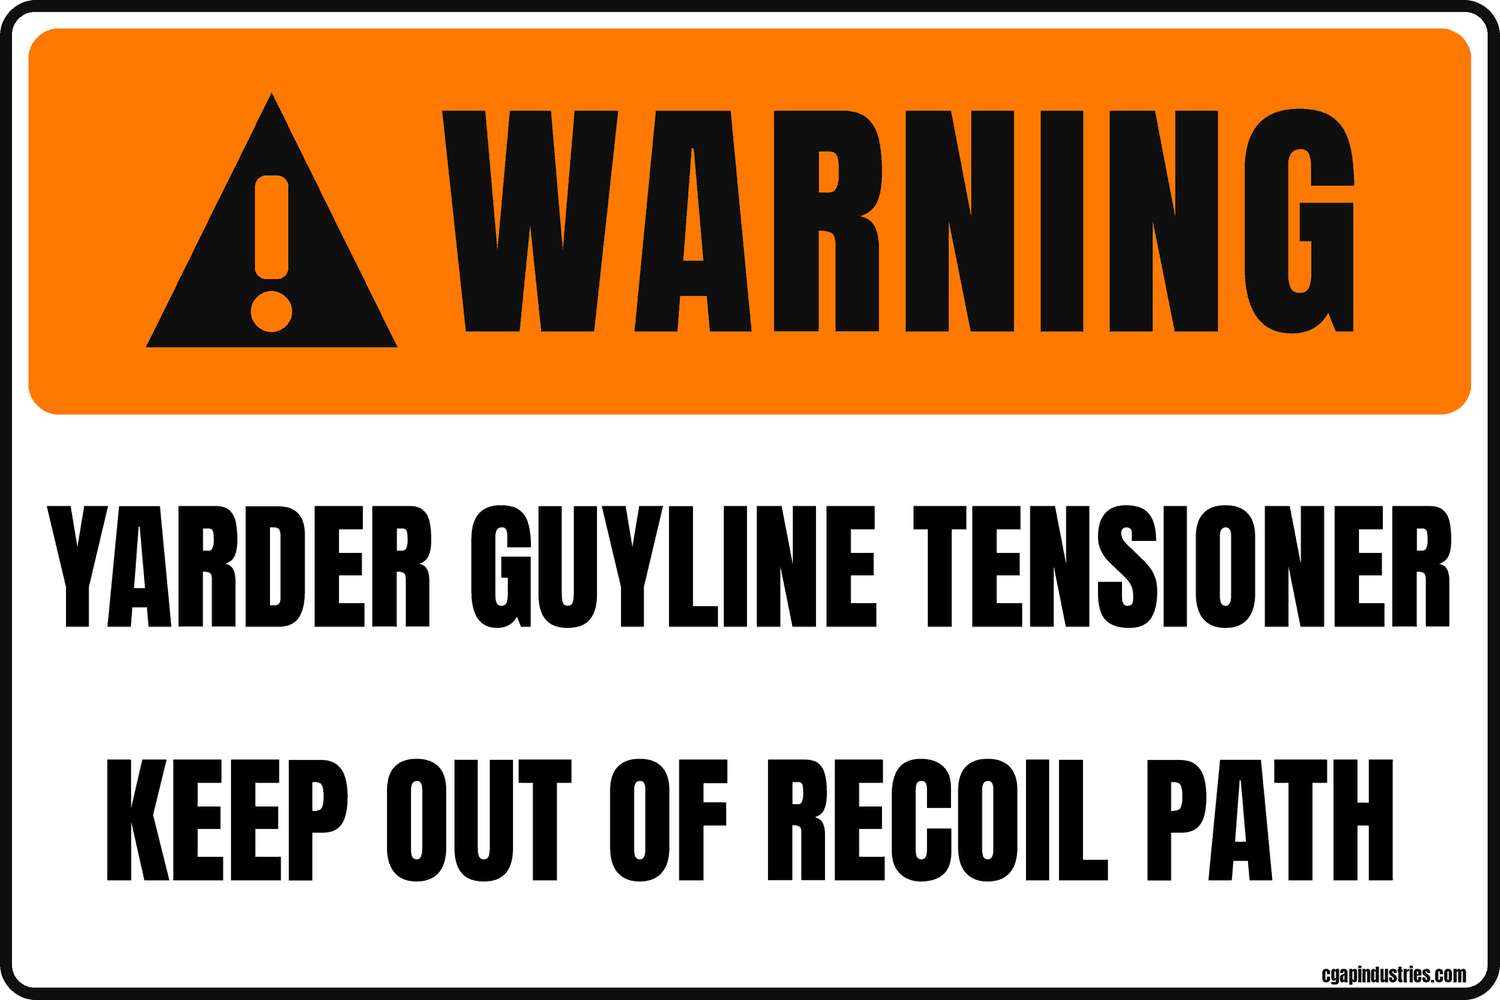 WARNING
YARDER GUYLINE TENSIONER
KEEP OUT OF RECOIL PATH
cgapindustries.com